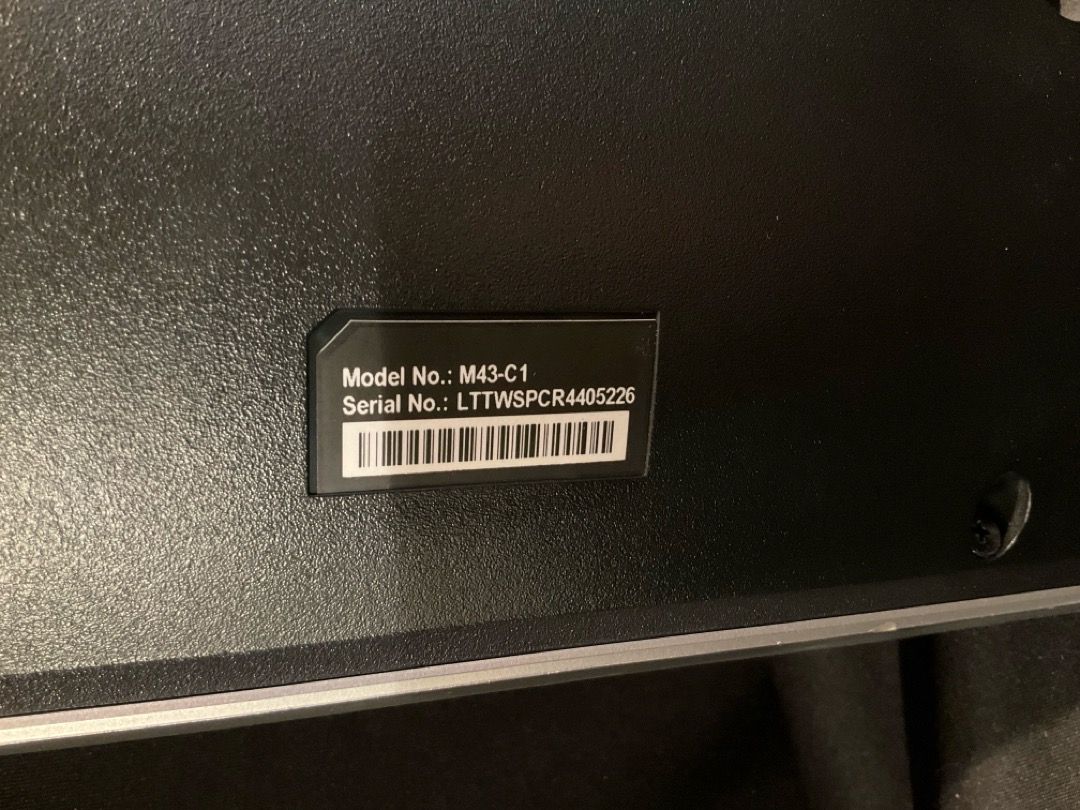 Model No.: M43-C1
Serial No.: LTTWSPCR4405226